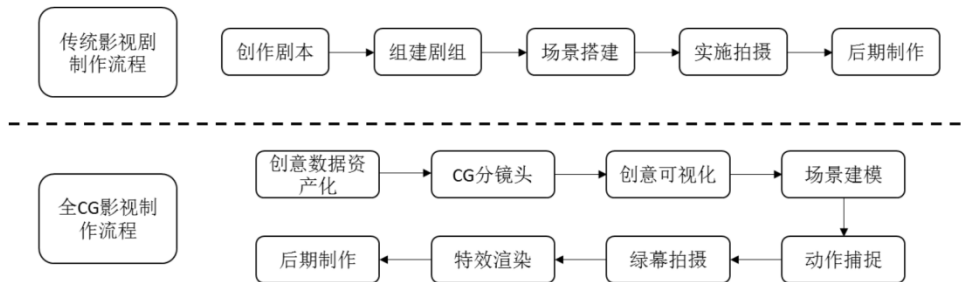 传统影视剧
制作流程
创作剧本
组建剧组
场景搭建
实施拍摄
后期制作
全CG影视制
作流程
创意数据资
产化
CG分镜头
创意可视化
场景建模
动作捕捉
绿幕拍摄
特效渲染
后期制作